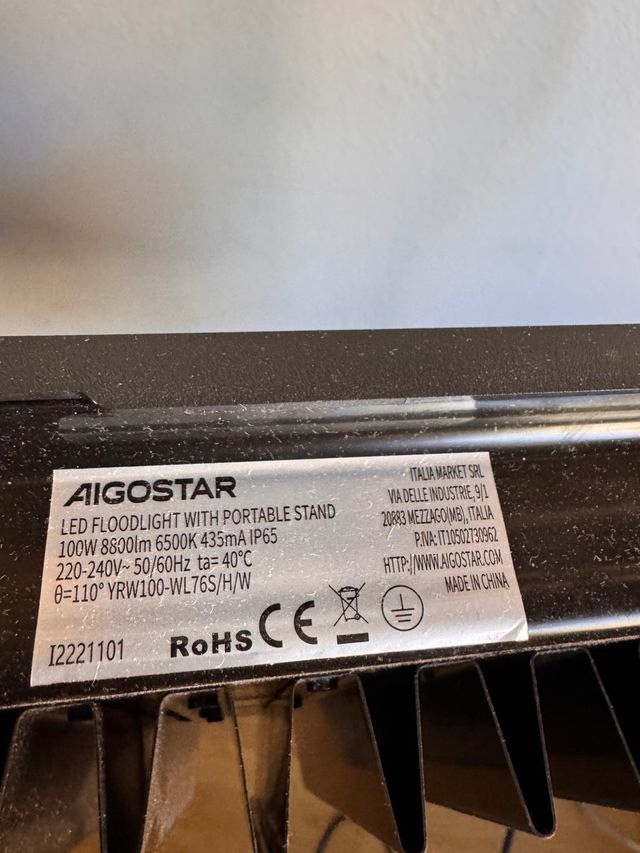 AIGOSTAR
LED FLOODLIGHT WITH PORTABLE STAND
100W 8800lm 6500K 435mA IP65
220-240V~ 50/60Hz ta= 40°C
θ=110° YRW100-WL76S/H/W
I2221101
RoHS CE
ITALIA MARKET SRL
VIA DELLE INDUSTRIE, 9/1
20883 MEZZAGO(MB), ITALIA
P.IVA: IT10502730962
HTTP://WWW.AIGOSTAR.COM
MADE IN CHINA